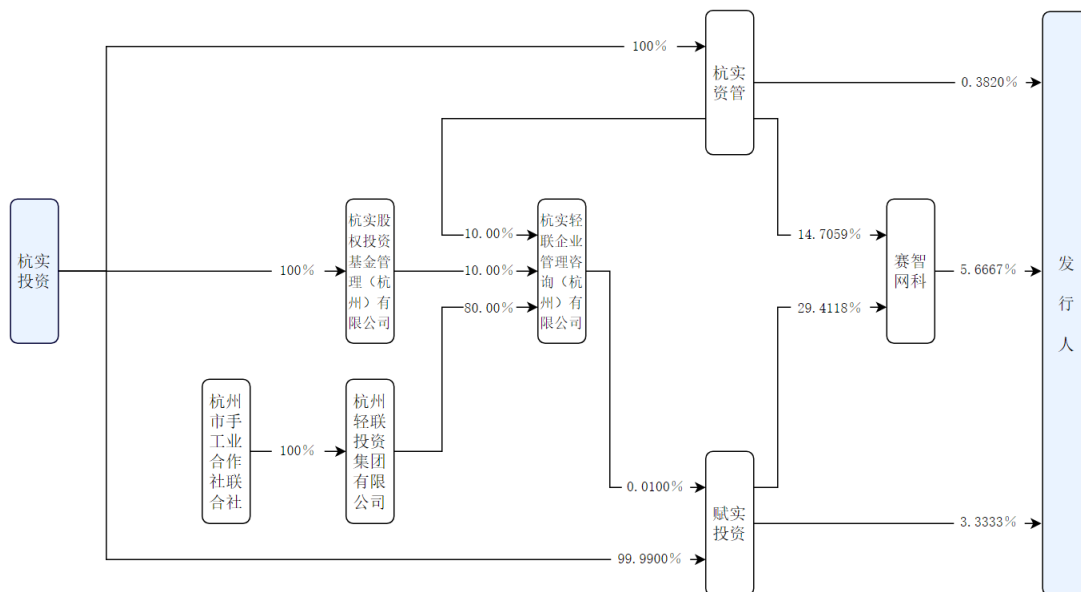 100%
杭实
资管
0.3820%
杭实
投资
100%
杭实股
权投资
基金管
理（杭
州）有
限公司
10.00%
10.00%
80.00%
杭实轻
联企业
管理咨
询（杭
州）有
限公司
14.7059%
29.4118%
赛智
网科
5.6667%
发
行
人
杭州
市手
工业
合作
社联
合社
100%
杭州
轻联
投资
集团
有限
公司
0.0100%
99.9900%
赋实
投资
3.3333%